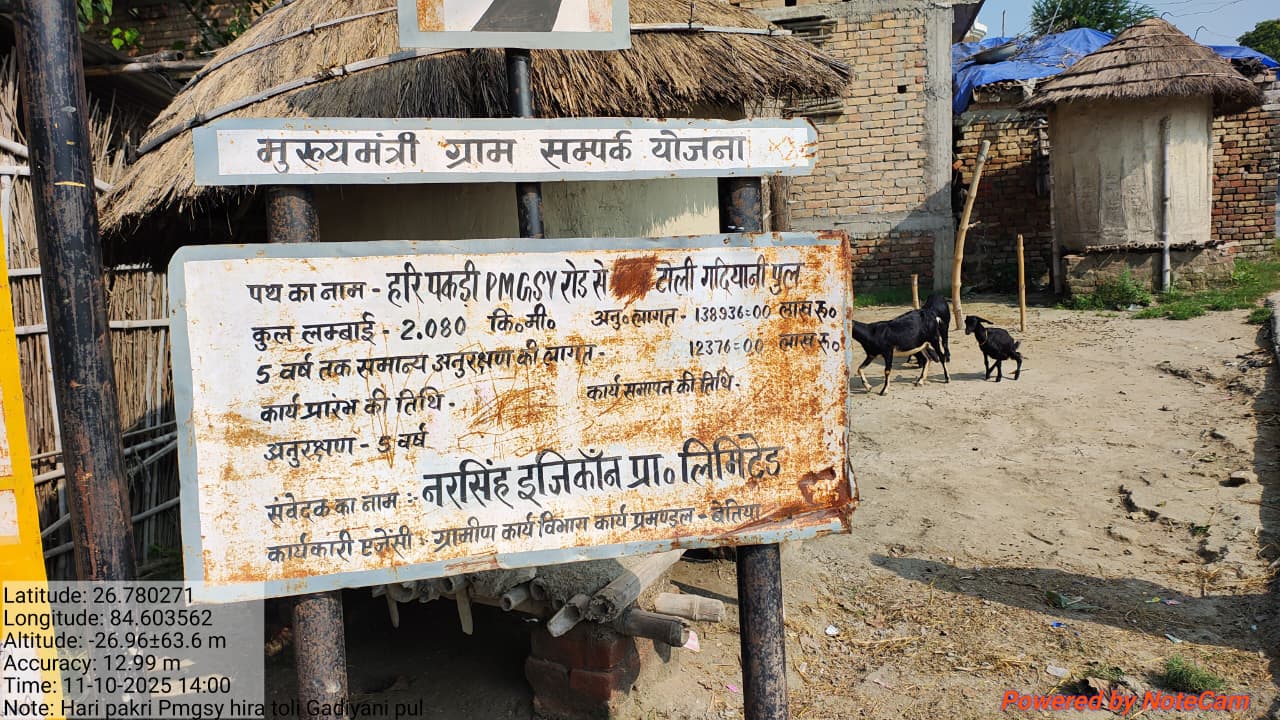 मुख्यमंत्री ग्राम सम्पर्क योजना
पथ का नाम - हरि पकडी PMGSY रोड से टोली गदियानी पुल
कुल लम्बाई - 2.080 कि०मी० अनु०लागत - 138936=00 लाख रू०
5 वर्ष तक समान्य अनुरक्षण की लागत - 12376=00 लाख रू०
कार्य प्रारंभ की तिथि - कार्य समापन की तिथि -
अनुरक्षण - 5 वर्ष
संवेदक का नाम :- नरसिंह इजिकॉन प्रा० लिमिटेड
कार्यकारी एजेंसी :- ग्रामीण कार्य विभाग कार्य प्रमण्डल - बेतिया
Latitude: 26.780271
Longitude: 84.603562
Altitude: -26.96±63.6 m
Accuracy: 12.99 m
Time: 11-10-2025 14:00
Note: Hari pakri Pmgsy hira toli Gadiyani pul
Powered by NoteCam